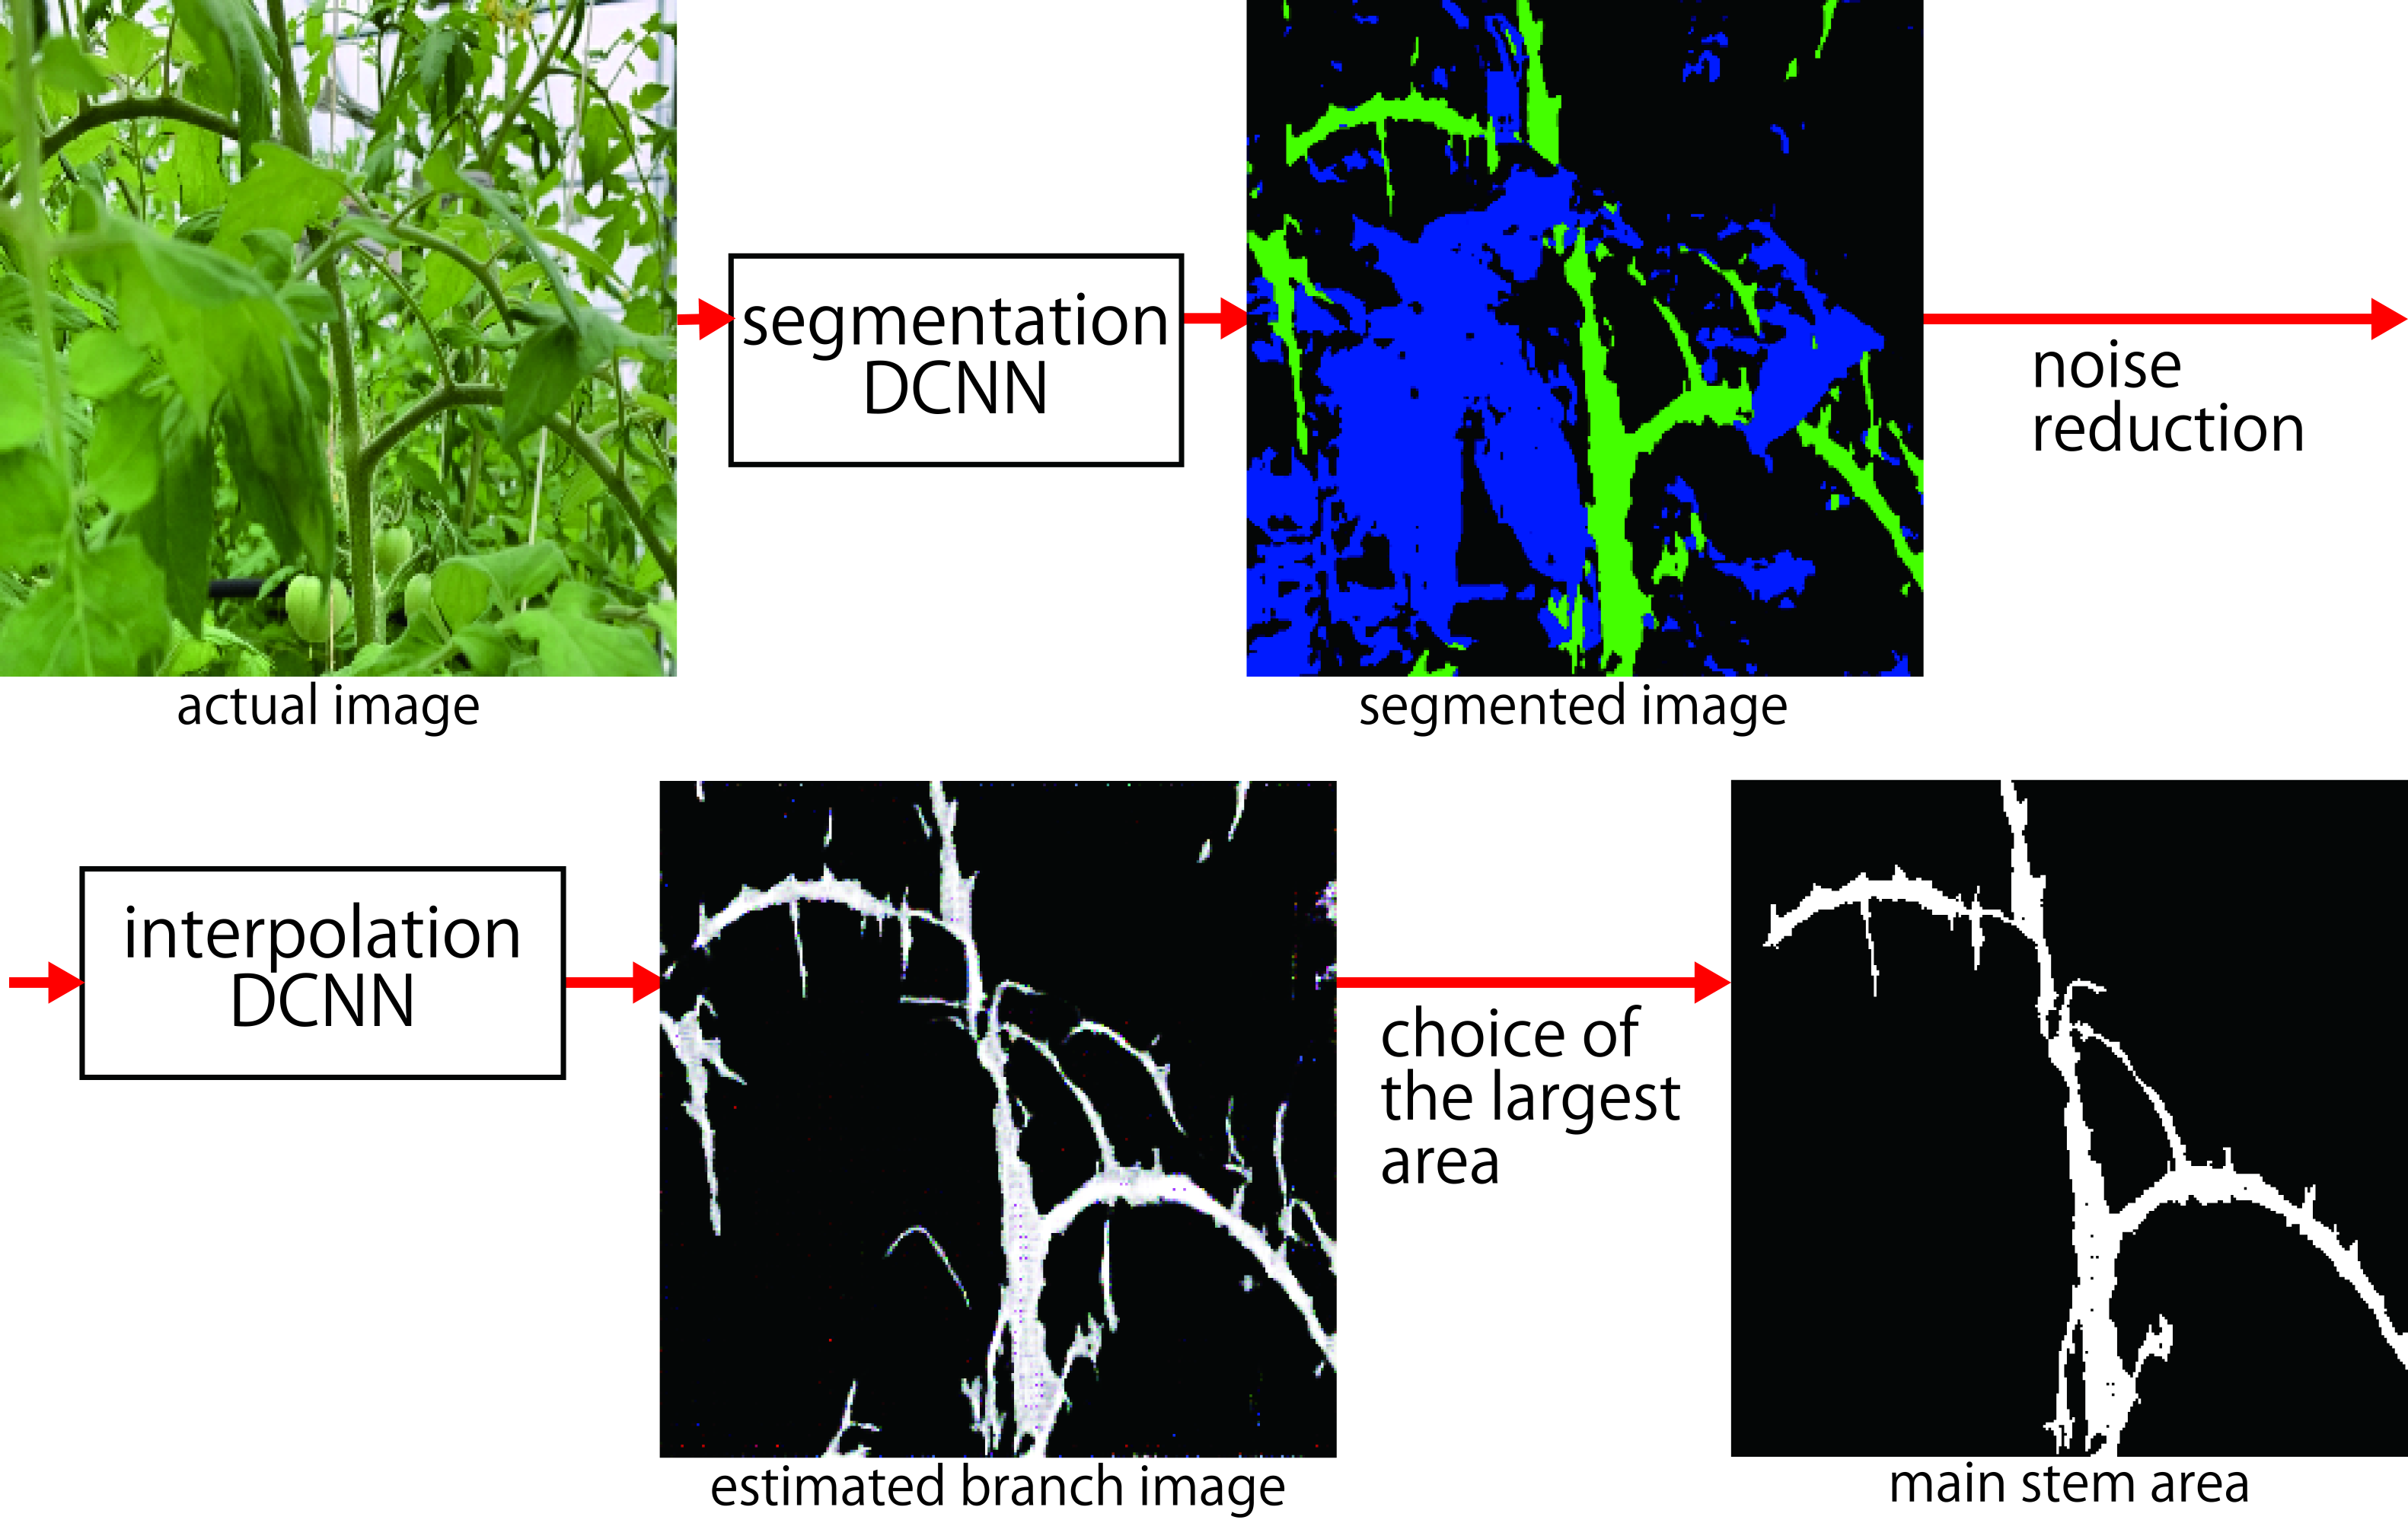 segmentation
DCNN
noise
reduction
actual image
segmented image
interpolation
DCNN
choice of
the largest
area
estimated branch image
main stem area